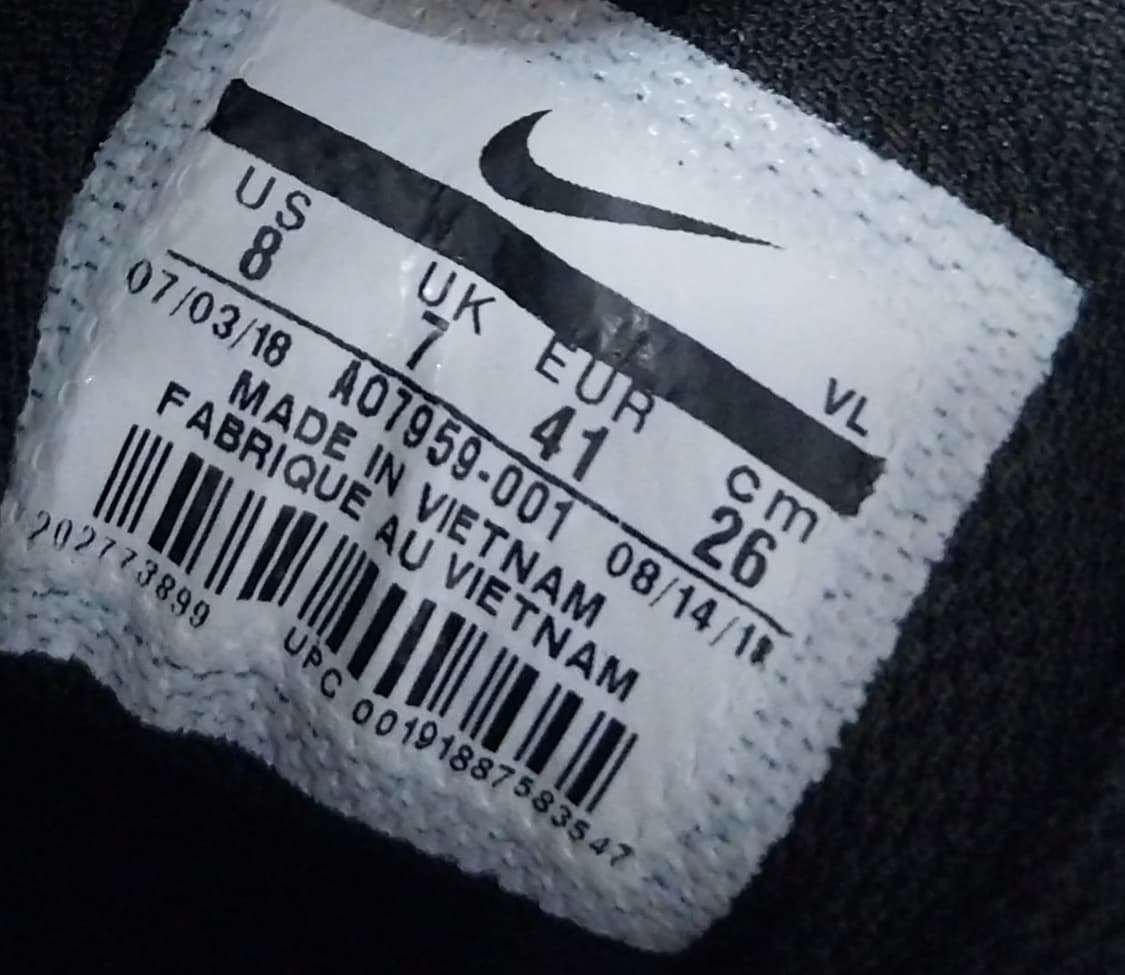 VL
US UK EUR cm
8 7 41 26
07/03/18 AO7959-001 08/14/18
MADE IN VIETNAM
FABRIQUE AU VIETNAM
202773899 UPC 00191887583547